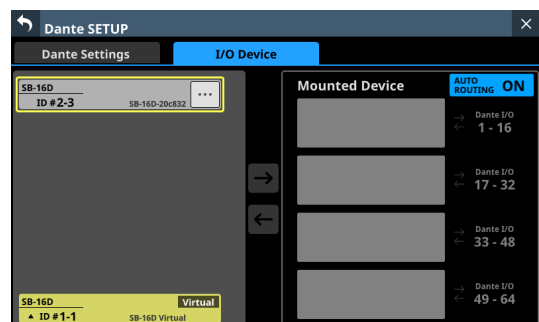 Dante SETUP
×
Dante Settings
I/O Device
SB-16D
ID #2-3
SB-16D-20c832
...
Mounted Device
AUTO ROUTING ON
→ Dante I/O
← 1 - 16
→ Dante I/O
← 17 - 32
→
←
→ Dante I/O
← 33 - 48
→ Dante I/O
← 49 - 64
SB-16D
Virtual
▲ ID #1-1
SB-16D Virtual